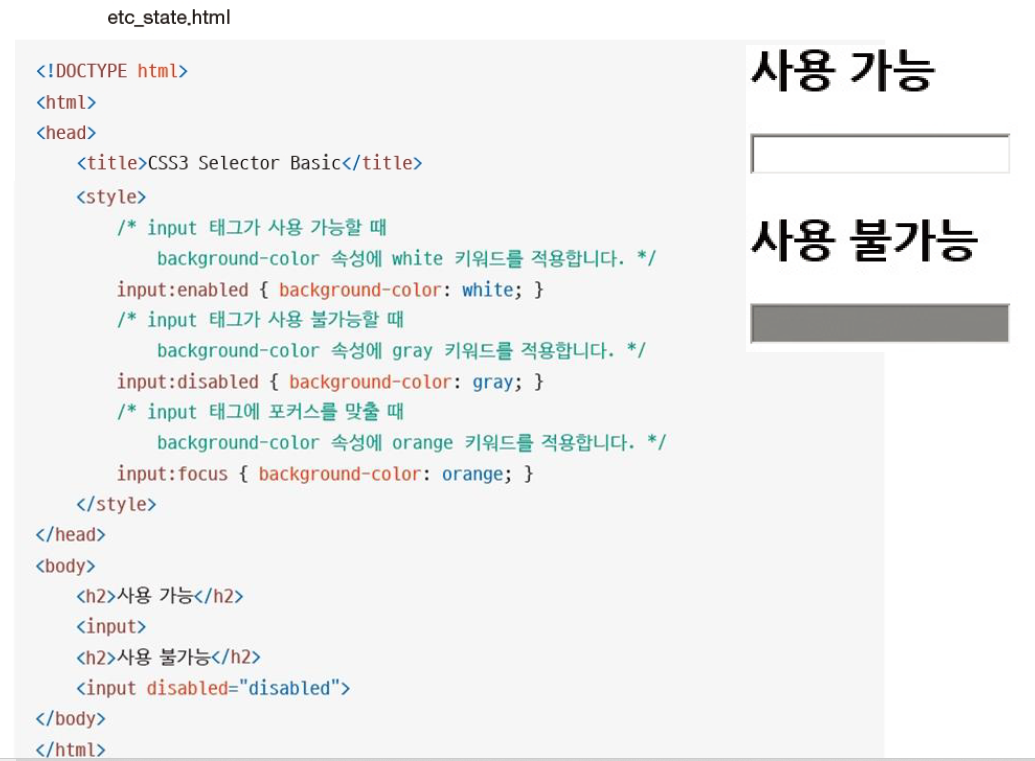 etc_state.html
<!DOCTYPE html>
<html>
<head>
    <title>CSS3 Selector Basic</title>
    <style>
        /* input 태그가 사용 가능할 때
            background-color 속성에 white 키워드를 적용합니다. */
        input:enabled { background-color: white; }
        /* input 태그가 사용 불가능할 때
            background-color 속성에 gray 키워드를 적용합니다. */
        input:disabled { background-color: gray; }
        /* input 태그에 포커스를 맞출 때
            background-color 속성에 orange 키워드를 적용합니다. */
        input:focus { background-color: orange; }
    </style>
</head>
<body>
    <h2>사용 가능</h2>
    <input>
    <h2>사용 불가능</h2>
    <input disabled="disabled">
</body>
</html>
사용 가능
사용 불가능